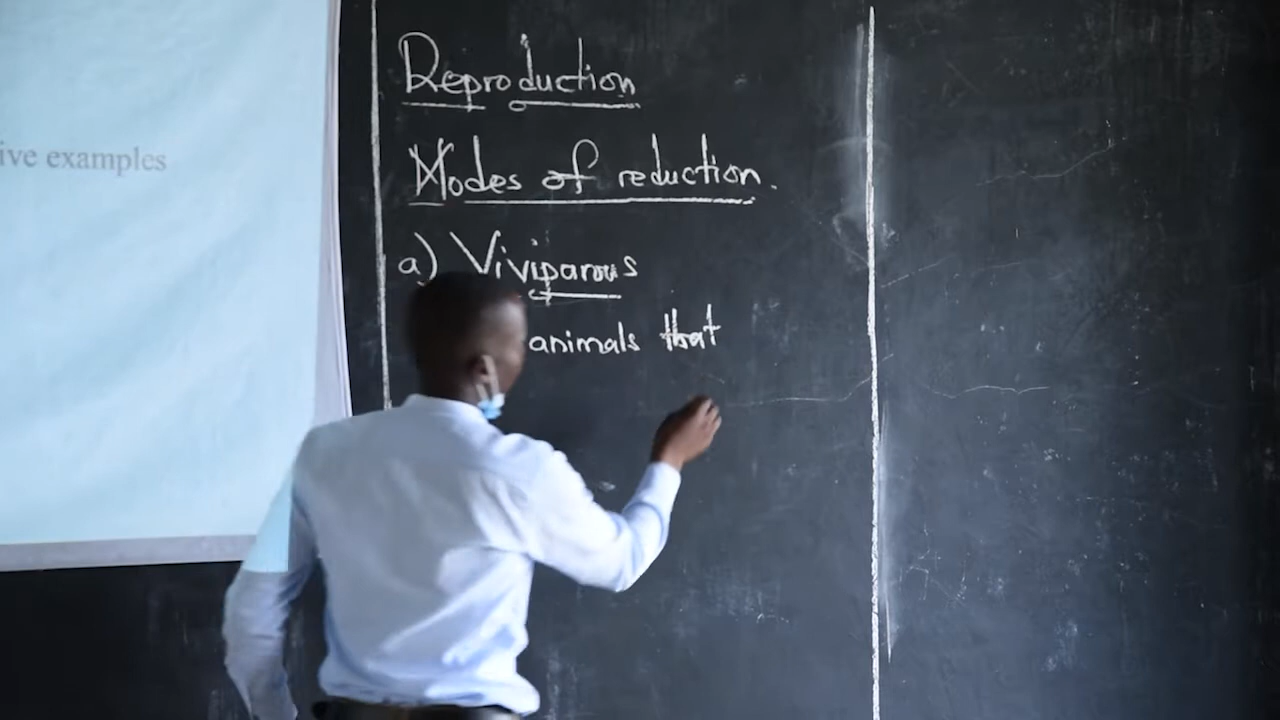 ive examples
Reproduction
Modes of reduction.
a) Viviparous
animals that